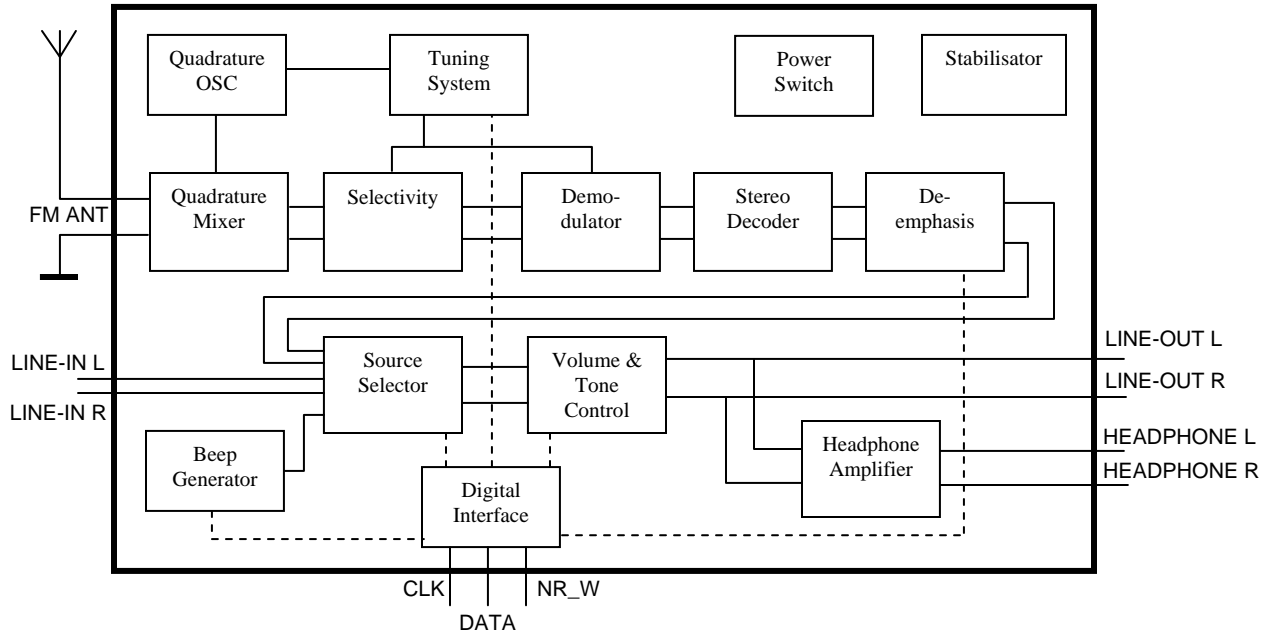 Quadrature
OSC
Tuning
System
Power
Switch
Stabilisator
FM ANT
Quadrature
Mixer
Selectivity
Demo-
dulator
Stereo
Decoder
De-
emphasis
LINE-IN L
LINE-IN R
Source
Selector
Volume &
Tone
Control
LINE-OUT L
LINE-OUT R
Beep
Generator
Digital
Interface
Headphone
Amplifier
HEADPHONE L
HEADPHONE R
CLK
DATA
NR_W